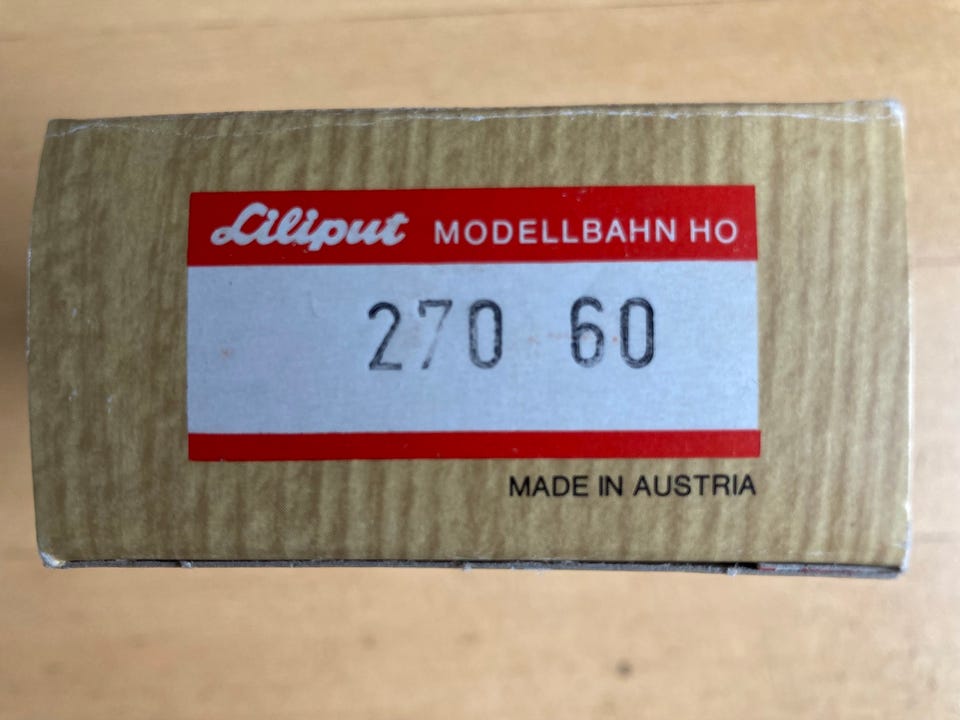 Liliput MODELLBAHN HO
270 60
MADE IN AUSTRIA